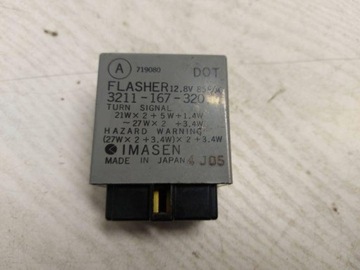 A 719080 DOT
FLASHER 12.8V 85c/m
3211-167-320
TURN SIGNAL
21W×2+5W+1.4W
-27W×2+3.4W
HAZARD WARNING
(27W×2+3.4W)×2+3.4W
IMASEN
MADE IN JAPAN 4J05